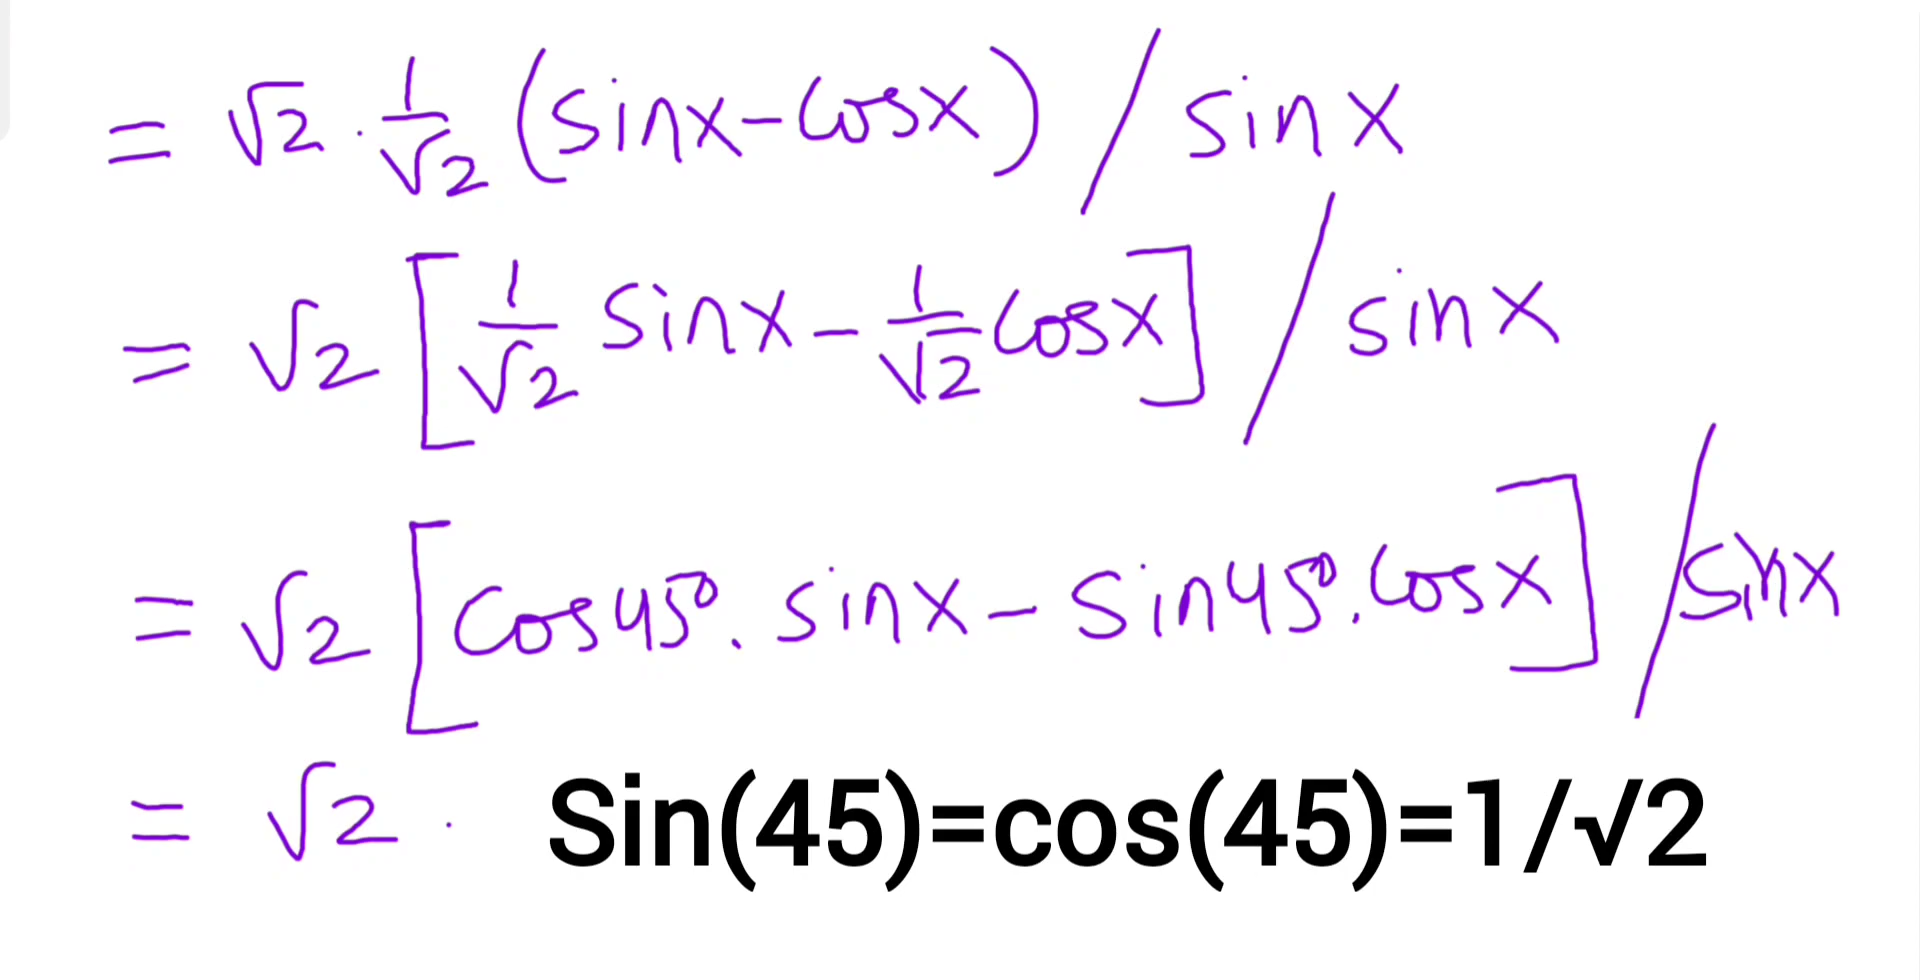 = √2 · 1/√2 (sinx-cosx) / sinx
= √2 [1/√2 sinx - 1/√2 cosx] / sinx
= √2 [cos45°. sinx - sin45°. cosx] / sinx
= √2 . Sin(45)=cos(45)=1/√2